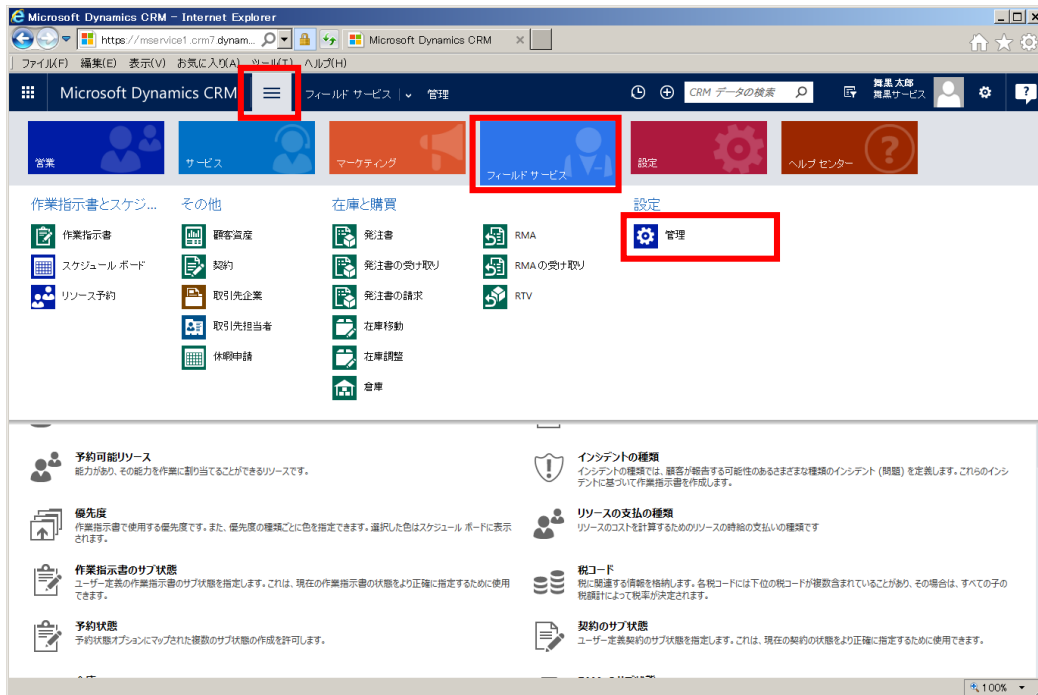 Microsoft Dynamics CRM - Internet Explorer
https://mservice1.crm7.dynam...
Microsoft Dynamics CRM
ファイル(F) 編集(E) 表示(V) お気に入り(A) ツール(T) ヘルプ(H)
Microsoft Dynamics CRM
フィールド サービス
管理
CRM データの検索
舞黒太郎
舞黒サービス
営業
サービス
マーケティング
フィールド サービス
設定
ヘルプ センター
作業指示書とスケジ...
その他
在庫と購買
設定
作業指示書
顧客資産
発注書
RMA
管理
スケジュール ボード
契約
発注書の受け取り
RMA の受け取り
リソース予約
取引先企業
発注書の請求
RTV
取引先担当者
在庫移動
休暇申請
在庫調整
倉庫
予約可能リソース
能力があり、その能力を作業に割り当てることができるリソースです。
インシデントの種類
インシデントの種類では、顧客が報告する可能性のあるさまざまな種類のインシデント (問題) を定義します。これらのインシ
デントに基づいて作業指示書を作成します。
優先度
作業指示書で使用する優先度です。また、優先度の種類ごとに色を指定できます。選択した色はスケジュール ボードに表示
されます。
リソースの支払の種類
リソースのコストを計算するためのリソースの時給の支払いの種類です
作業指示書のサブ状態
ユーザー定義の作業指示書のサブ状態を指定します。これは、現在の作業指示書の状態をより正確に指定するために使用
できます。
税コード
税に関連する情報を格納します。各税コードには下位の税コードが複数含まれていることがあり、その場合は、すべての子の
税額計によって税率が決定されます。
予約状態
予約状態オプションにマップされた複数のサブ状態の作成を許可します。
契約のサブ状態
ユーザー定義契約のサブ状態を指定します。これは、現在の契約の状態をより正確に指定するために使用できます。
100%